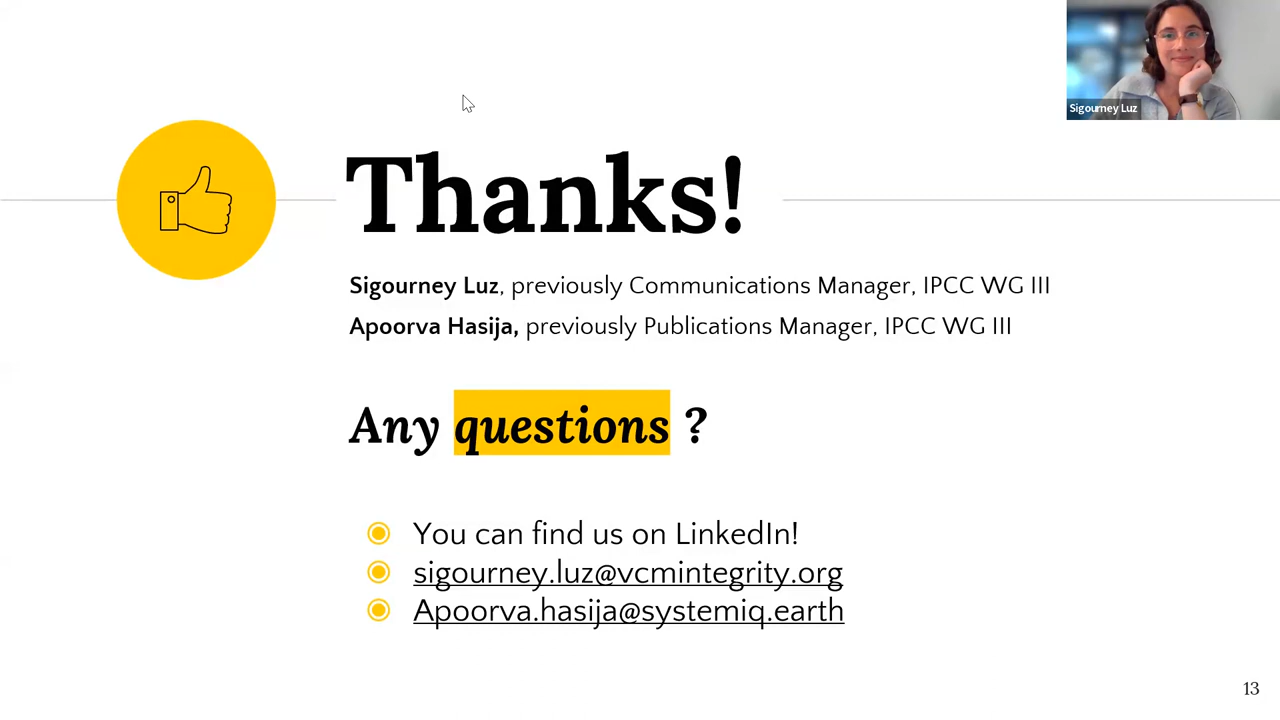 Sigourney Luz
Thanks!
Sigourney Luz, previously Communications Manager, IPCC WG III
Apoorva Hasija, previously Publications Manager, IPCC WG III
Any questions ?
You can find us on LinkedIn!
sigourney.luz@vcmintegrity.org
Apoorva.hasija@systemiq.earth
13